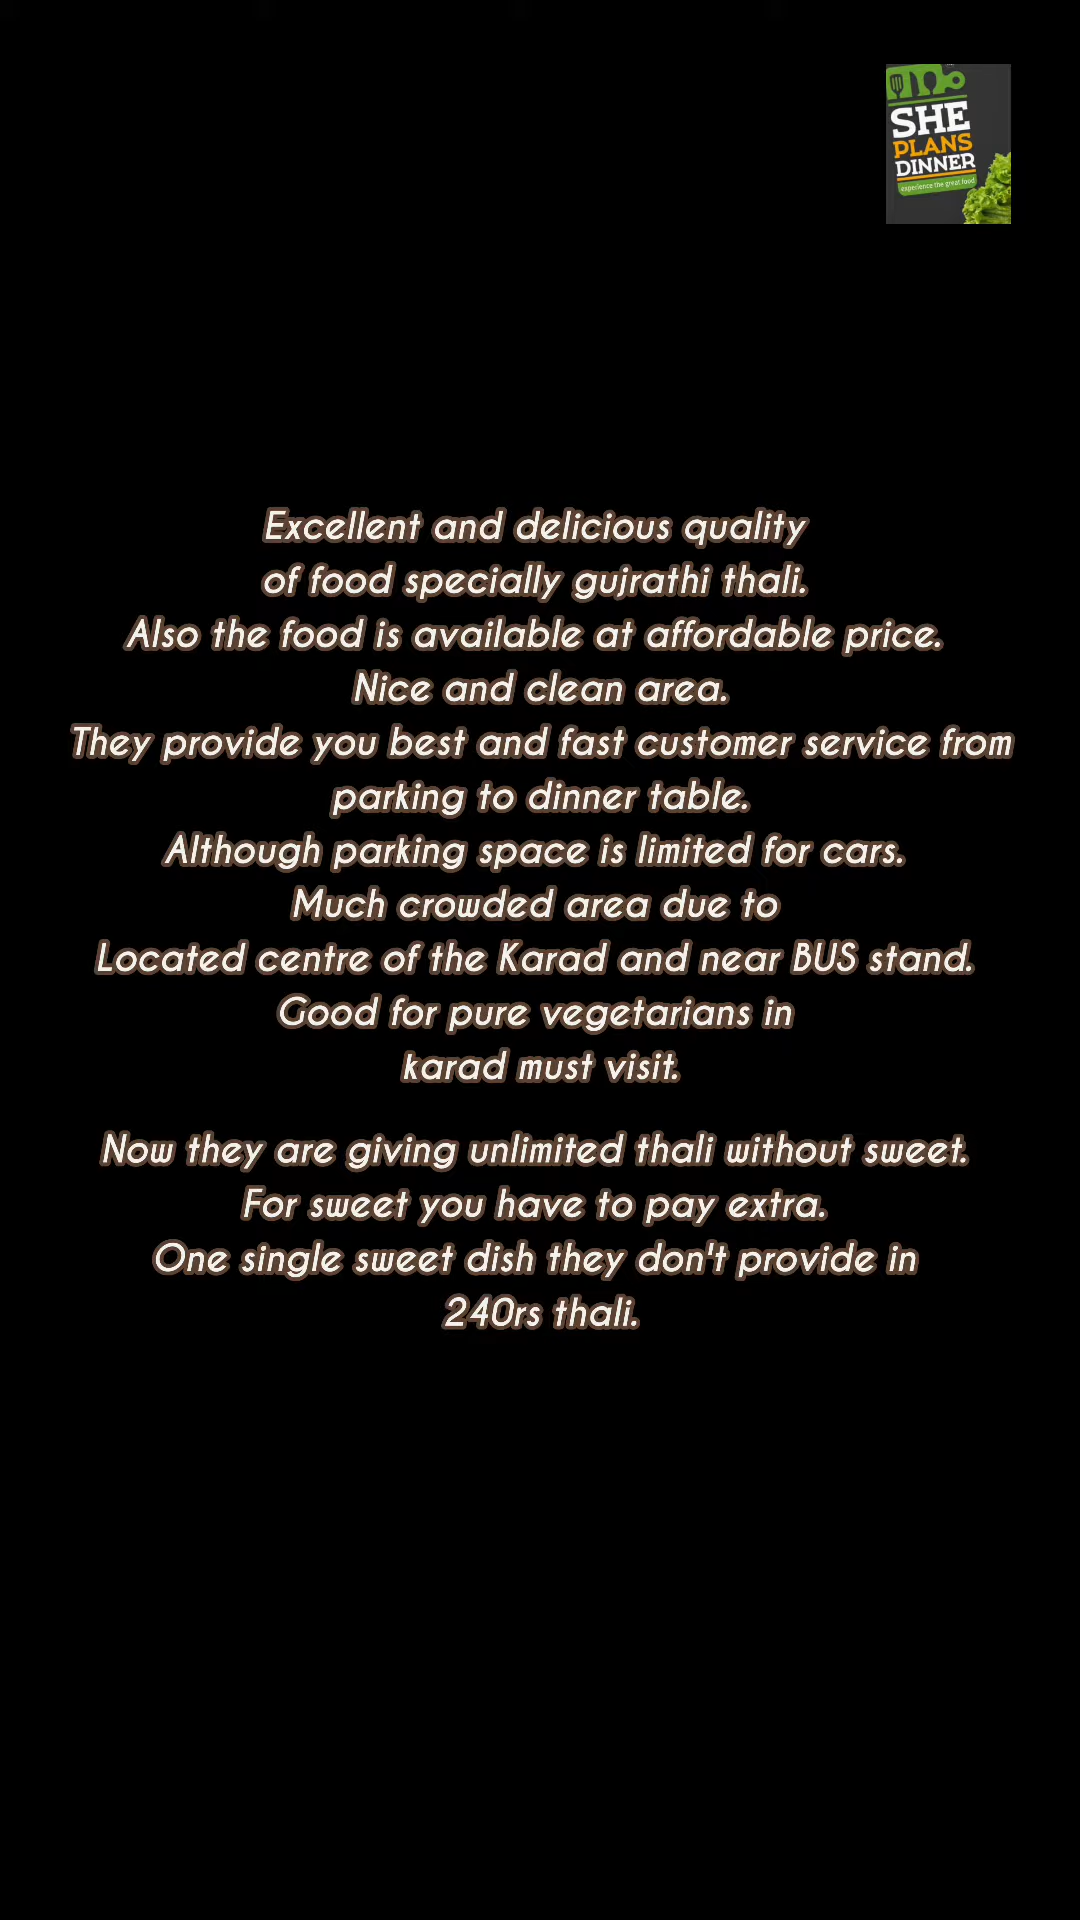 SHE
PLANS
DINNER
experience the great food
Excellent and delicious quality
of food specially gujrathi thali.
Also the food is available at affordable price.
Nice and clean area.
They provide you best and fast customer service from
parking to dinner table.
Although parking space is limited for cars.
Much crowded area due to
Located centre of the Karad and near BUS stand.
Good for pure vegetarians in
karad must visit.
Now they are giving unlimited thali without sweet.
For sweet you have to pay extra.
One single sweet dish they don't provide in
240rs thali.